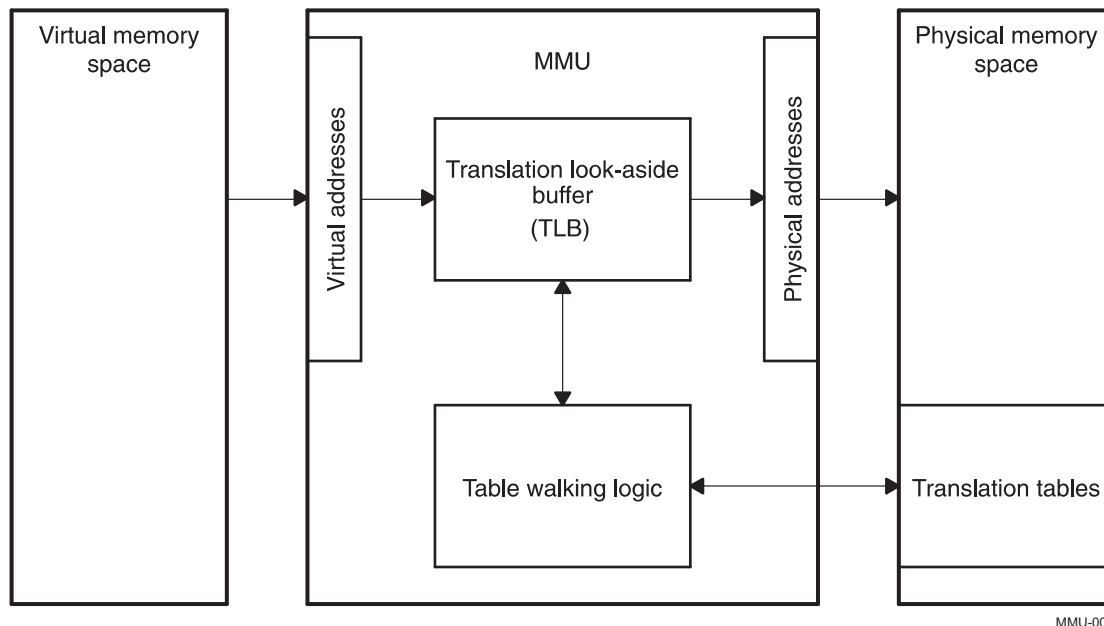 Virtual memory
space
MMU
Physical memory
space
Virtual addresses
Translation look-aside
buffer
(TLB)
Physical addresses
Table walking logic
Translation tables